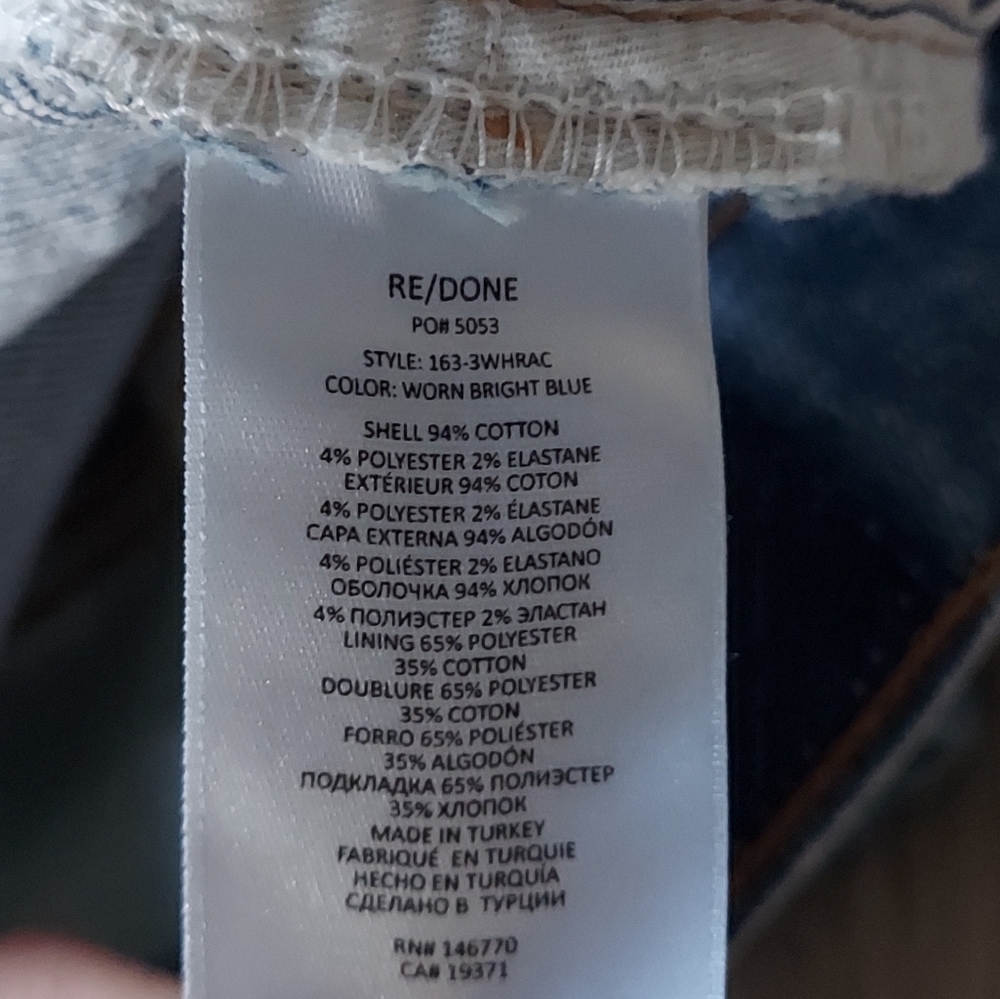 RE/DONE
PO# 5053
STYLE: 163-3WHRAC
COLOR: WORN BRIGHT BLUE
SHELL 94% COTTON
4% POLYESTER 2% ELASTANE
EXTÉRIEUR 94% COTON
4% POLYESTER 2% ÉLASTANE
CAPA EXTERNA 94% ALGODÓN
4% POLIÉSTER 2% ELASTANO
ОБОЛОЧКА 94% ХЛОПОК
4% ПОЛИЭСТЕР 2% ЭЛАСТАН
LINING 65% POLYESTER
35% COTTON
DOUBLURE 65% POLYESTER
35% COTON
FORRO 65% POLIÉSTER
35% ALGODÓN
ПОДКЛАДКА 65% ПОЛИЭСТЕР
35% ХЛОПОК
MADE IN TURKEY
FABRIQUÉ EN TURQUIE
HECHO EN TURQUÍA
СДЕЛАНО В ТУРЦИИ
RN# 146770
CA# 19371